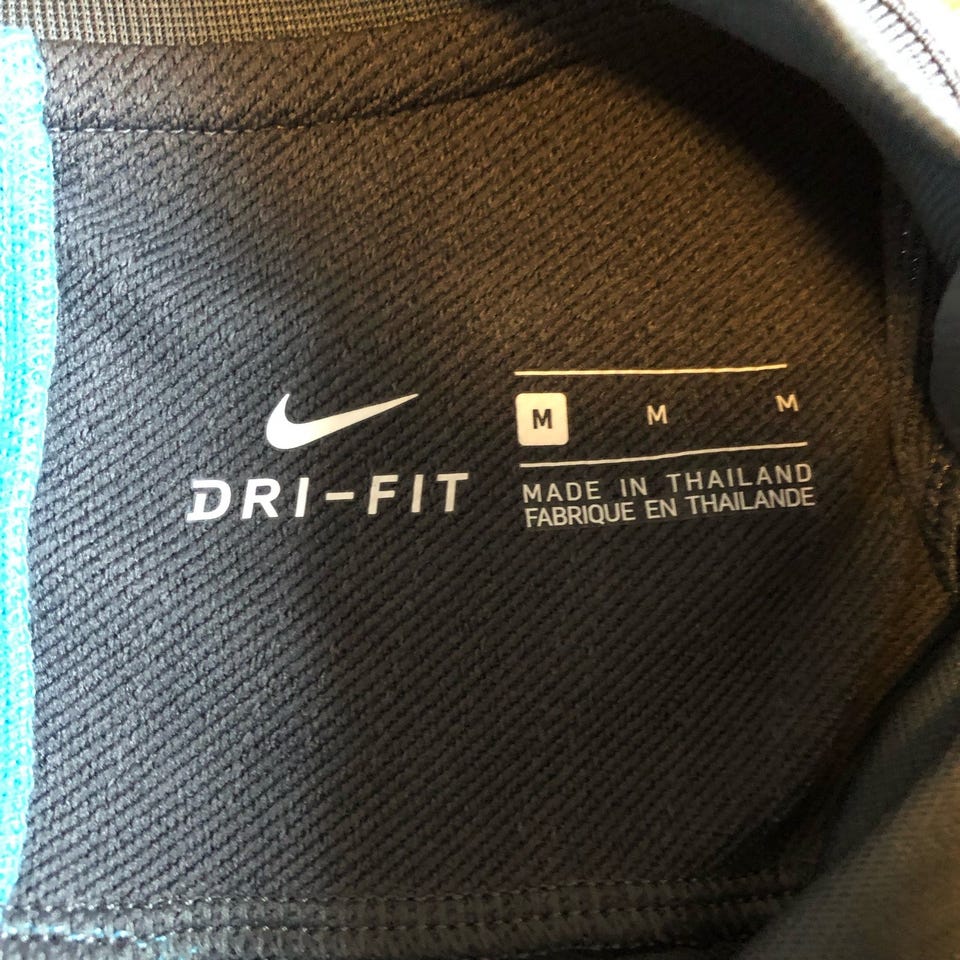 DRI-FIT
M M M
MADE IN THAILAND
FABRIQUE EN THAILANDE